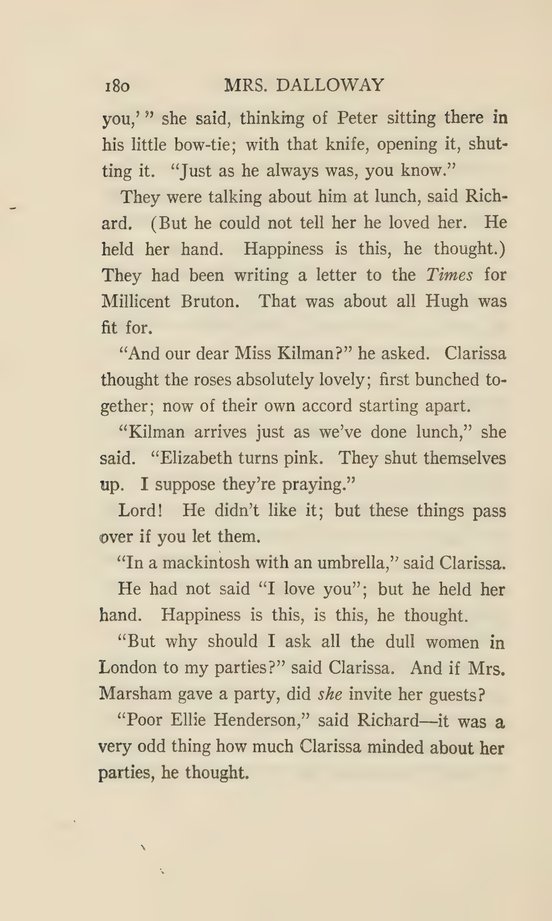 180 MRS. DALLOWAY
you,’ ” she said, thinking of Peter sitting there in
his little bow-tie; with that knife, opening it, shut-
ting it. “Just as he always was, you know.”
They were talking about him at lunch, said Rich-
ard. (But he could not tell her he loved her. He
held her hand. Happiness is this, he thought.)
They had been writing a letter to the Times for
Millicent Bruton. That was about all Hugh was
fit for.
“And our dear Miss Kilman?” he asked. Clarissa
thought the roses absolutely lovely; first bunched to-
gether; now of their own accord starting apart.
“Kilman arrives just as we’ve done lunch,” she
said. “Elizabeth turns pink. They shut themselves
up. I suppose they’re praying.”
Lord! He didn’t like it; but these things pass
over if you let them.
“In a mackintosh with an umbrella,” said Clarissa.
He had not said “I love you”; but he held her
hand. Happiness is this, is this, he thought.
“But why should I ask all the dull women in
London to my parties?” said Clarissa. And if Mrs.
Marsham gave a party, did she invite her guests?
“Poor Ellie Henderson,” said Richard—it was a
very odd thing how much Clarissa minded about her
parties, he thought.